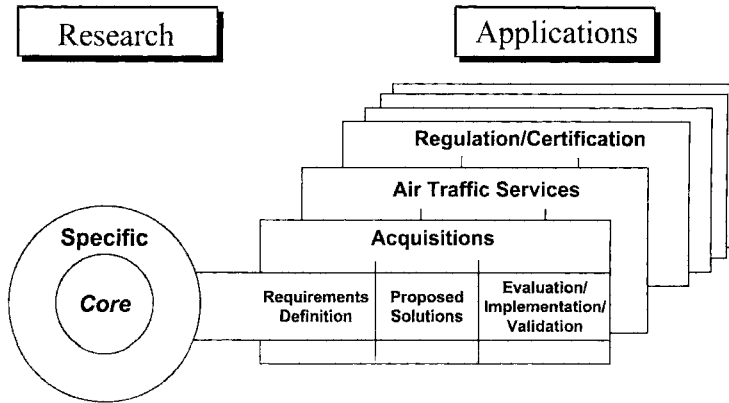 Research
Applications
Regulation/Certification
Air Traffic Services
Acquisitions
Specific
Core
Requirements
Definition
Proposed
Solutions
Evaluation/
Implementation/
Validation